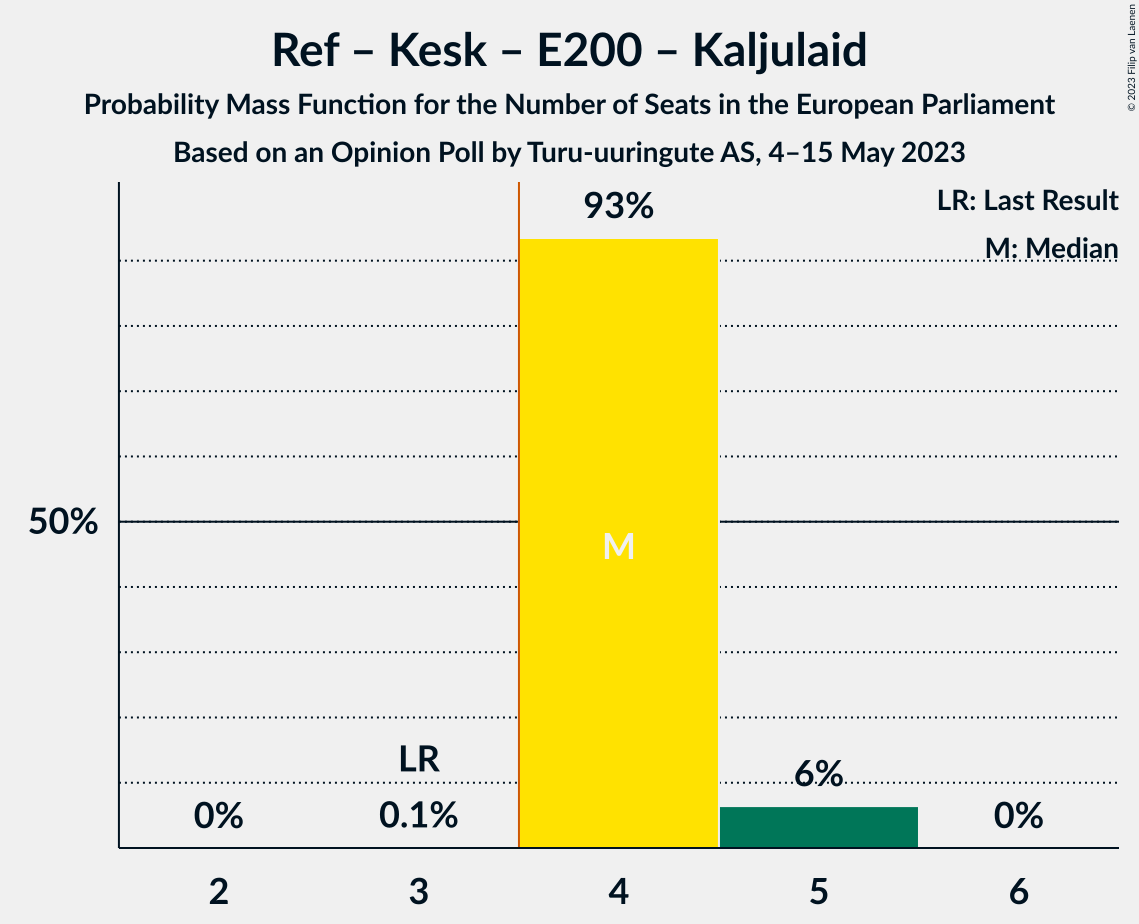 Ref – Kesk – E200 – Kaljulaid
Probability Mass Function for the Number of Seats in the European Parliament
Based on an Opinion Poll by Turu-uuringute AS, 4–15 May 2023
© 2023 Filip van Laenen
LR: Last Result
M: Median
93%
50%
M
LR
6%
0%
0.1%
0%
2
3
4
5
6